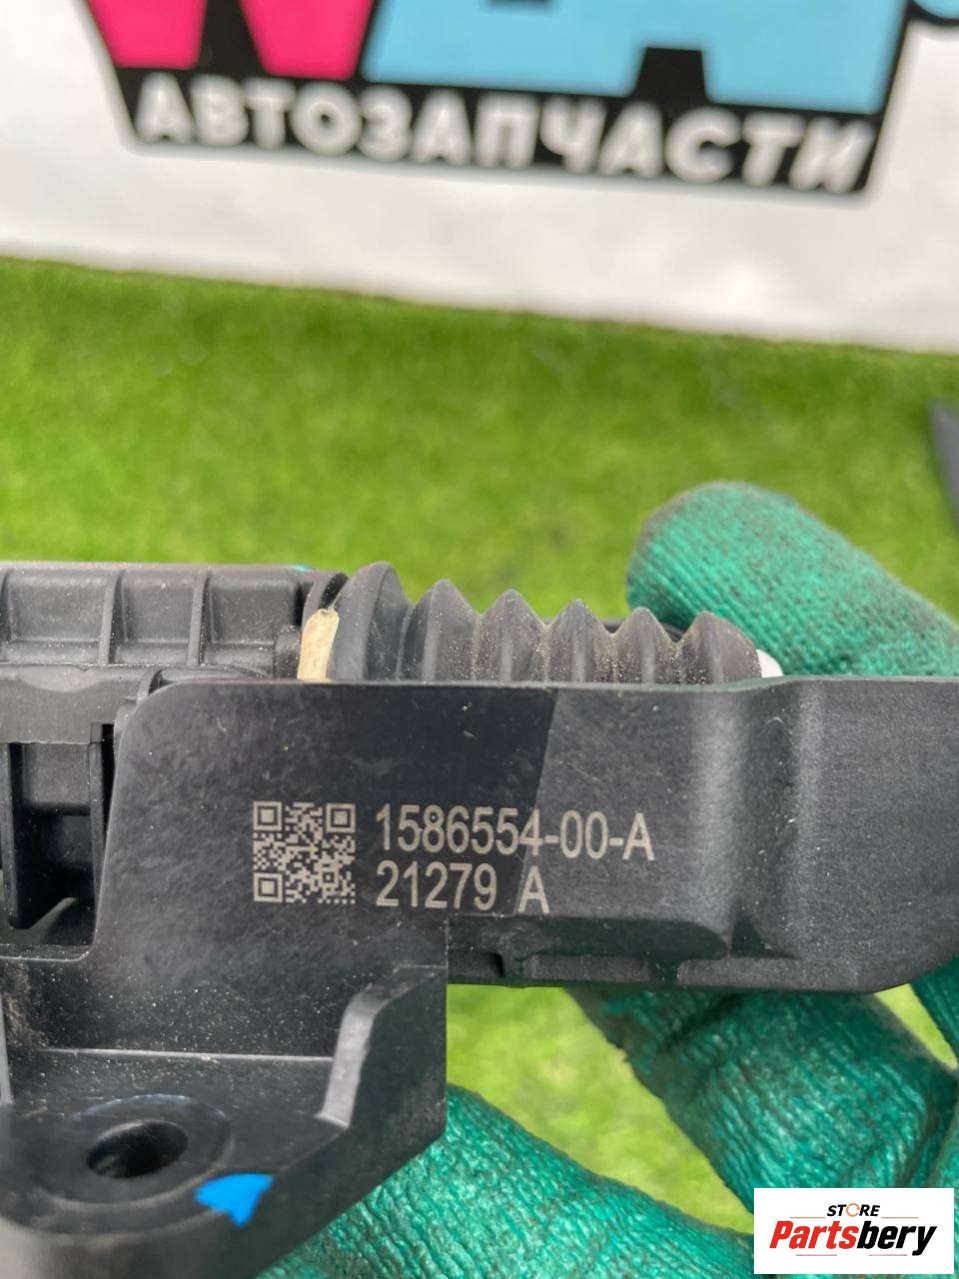 АВТОЗАПЧАСТИ
1586554-00-A
21279 A
STORE
Partsbery